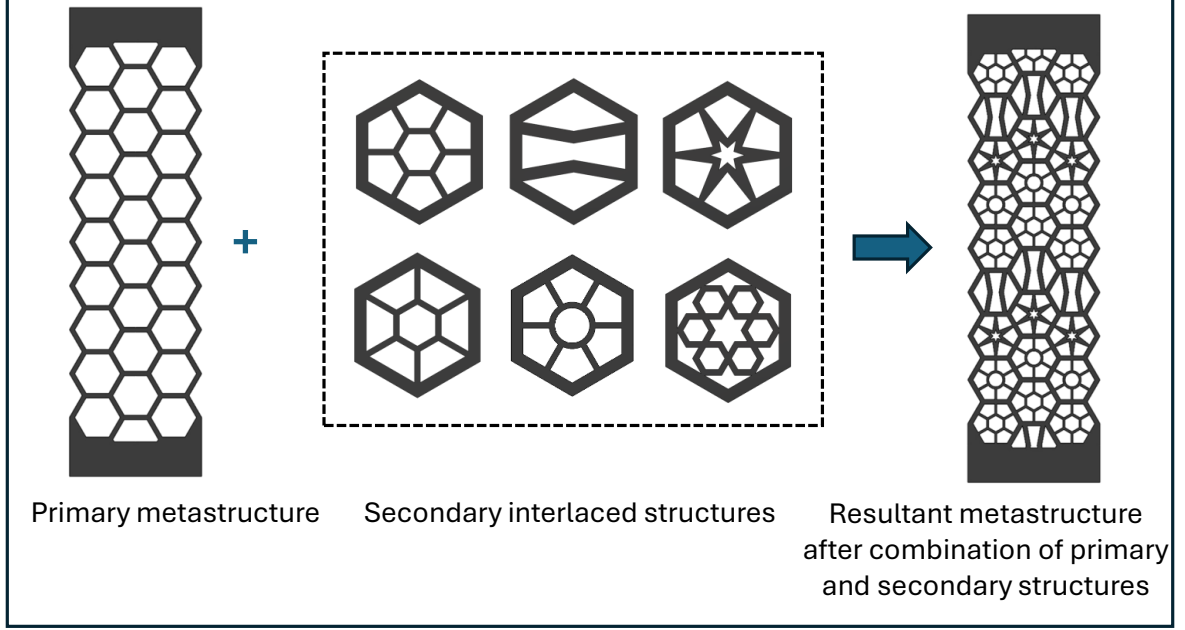 +
Primary metastructure
Secondary interlaced structures
Resultant metastructure
after combination of primary
and secondary structures